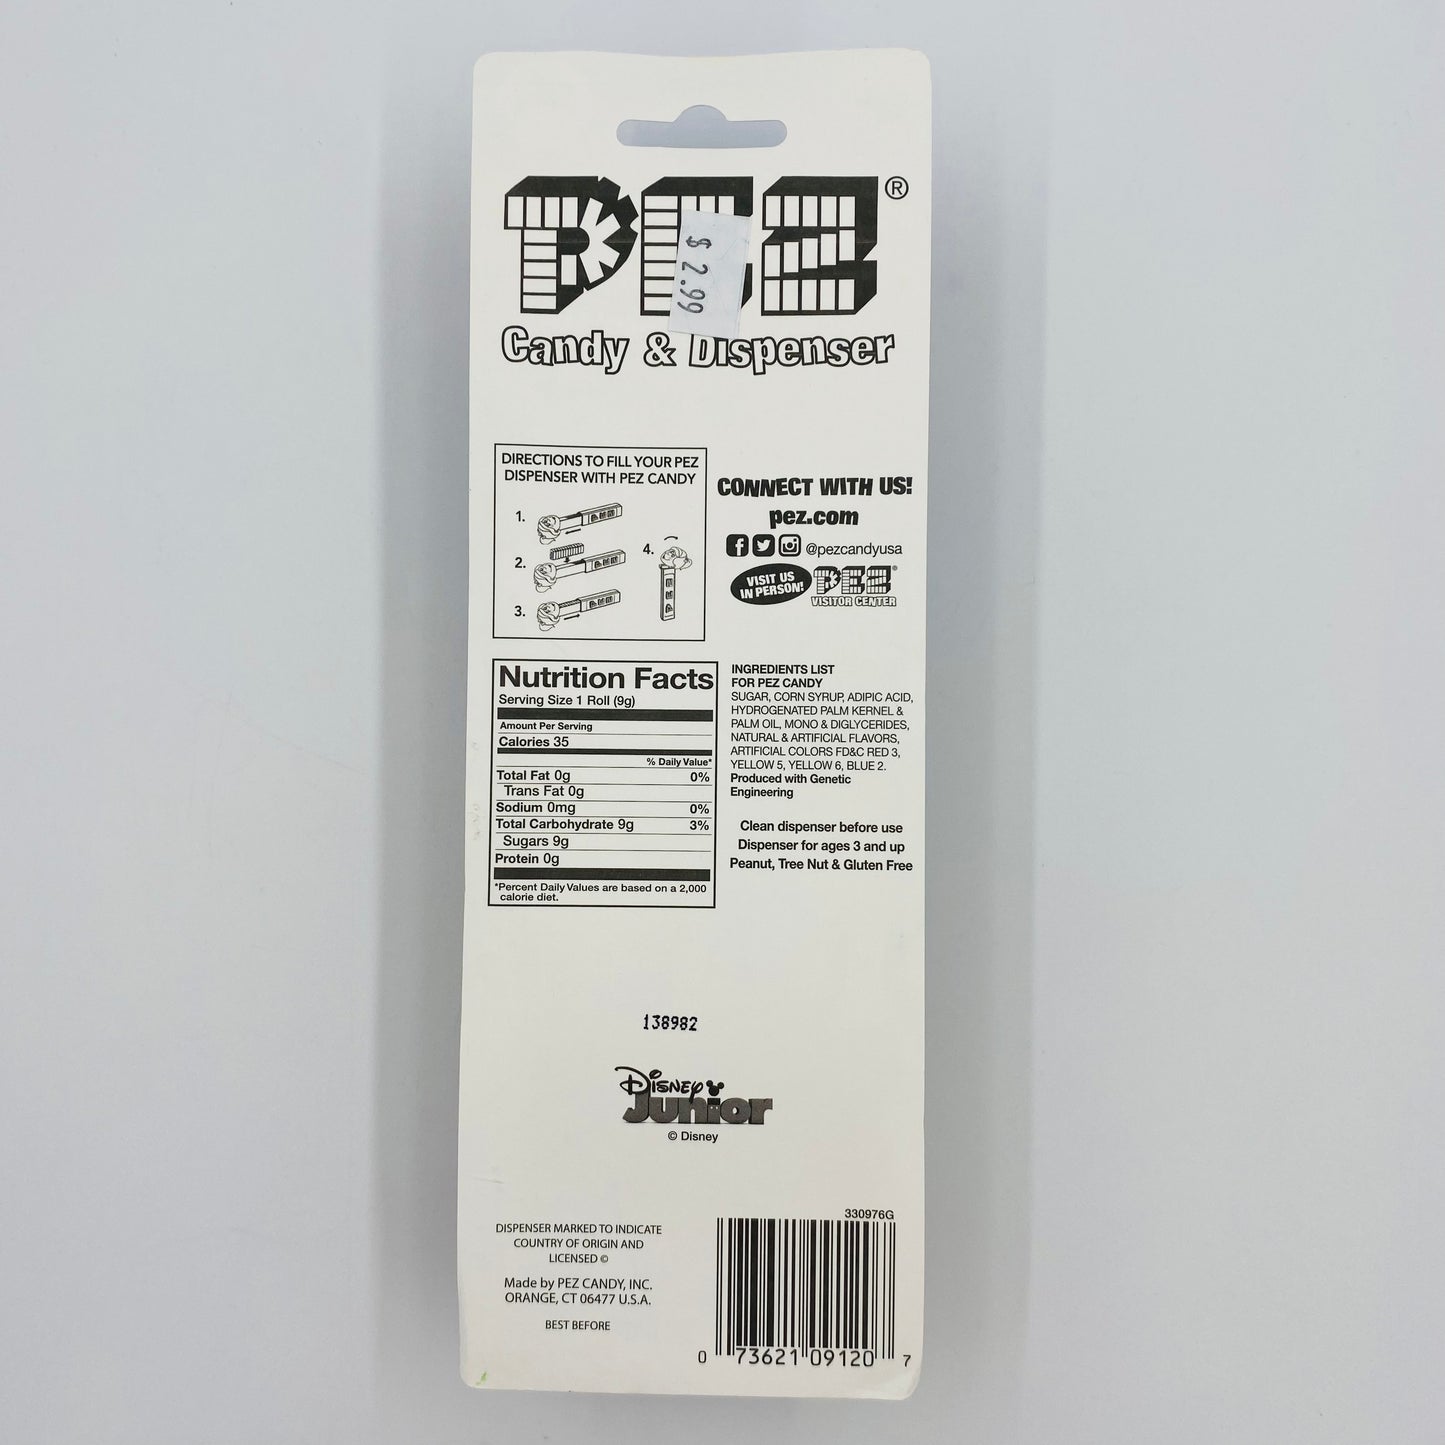 PEZ®
$2.99
Candy & Dispenser
DIRECTIONS TO FILL YOUR PEZ
DISPENSER WITH PEZ CANDY
1.
2.
3.
4.
CONNECT WITH US!
pez.com
@pezcandyusa
VISIT US
IN PERSON!
PEZ®
VISITOR CENTER
Nutrition Facts
Serving Size 1 Roll (9g)
Amount Per Serving
Calories 35
% Daily Value*
Total Fat 0g 0%
Trans Fat 0g
Sodium 0mg 0%
Total Carbohydrate 9g 3%
Sugars 9g
Protein 0g
*Percent Daily Values are based on a 2,000
calorie diet.
INGREDIENTS LIST
FOR PEZ CANDY
SUGAR, CORN SYRUP, ADIPIC ACID,
HYDROGENATED PALM KERNEL &
PALM OIL, MONO & DIGLYCERIDES,
NATURAL & ARTIFICIAL FLAVORS,
ARTIFICIAL COLORS FD&C RED 3,
YELLOW 5, YELLOW 6, BLUE 2.
Produced with Genetic
Engineering
Clean dispenser before use
Dispenser for ages 3 and up
Peanut, Tree Nut & Gluten Free
138982
Disney
Junior
© Disney
DISPENSER MARKED TO INDICATE
COUNTRY OF ORIGIN AND
LICENSED ©
Made by PEZ CANDY, INC.
ORANGE, CT 06477 U.S.A.
BEST BEFORE
330976G
0 73621 09120 7